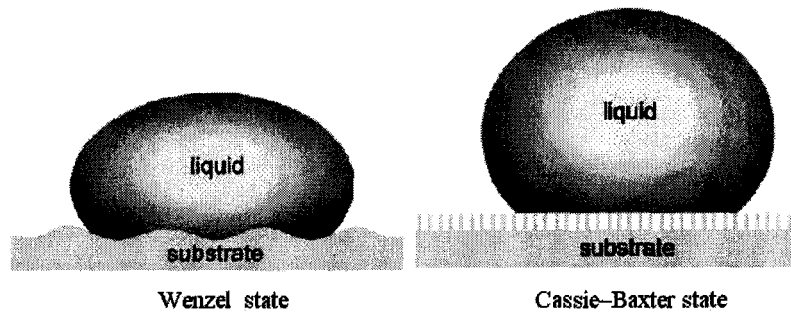 liquid
substrate
Wenzel state
liquid
substrate
Cassie–Baxter state